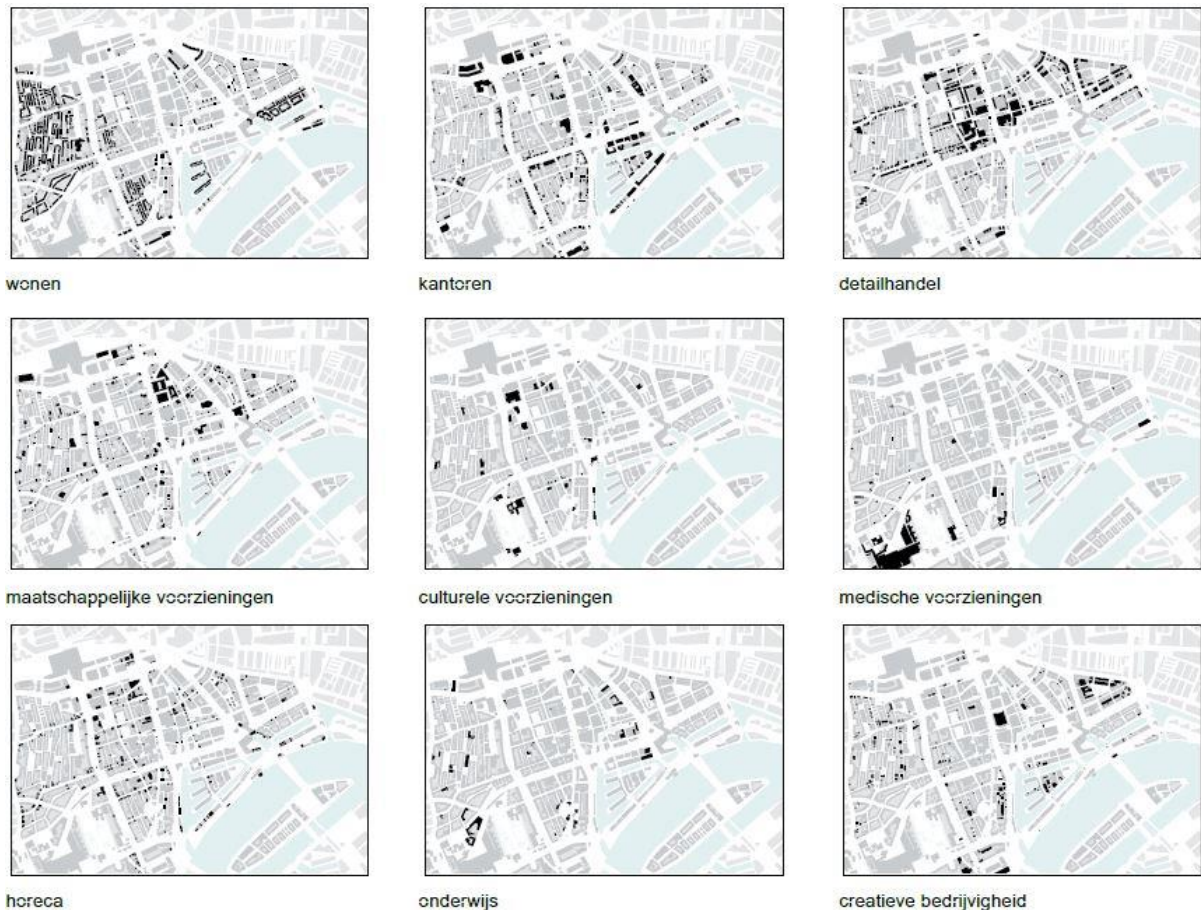 wonen
kantoren
detailhandel
maatschappelijke voorzieningen
culturele voorzieningen
medische voorzieningen
horeca
onderwijs
creatieve bedrijvigheid